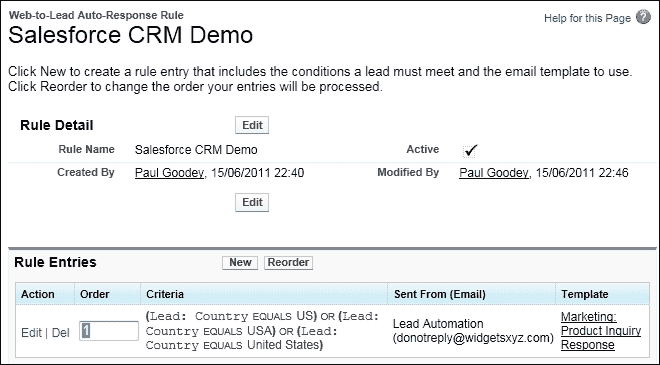 Web-to-Lead Auto-Response Rule
Salesforce CRM Demo
Help for this Page ?
Click New to create a rule entry that includes the conditions a lead must meet and the email template to use.
Click Reorder to change the order your entries will be processed.
Rule Detail Edit
Rule Name Salesforce CRM Demo Active ✓
Created By Paul Goodey, 15/06/2011 22:40 Modified By Paul Goodey, 15/06/2011 22:46
Edit
Rule Entries New Reorder
Action Order Criteria Sent From (Email) Template
Edit | Del 1
(Lead: Country EQUALS US) OR (Lead:
Country EQUALS USA) OR (Lead:
Country EQUALS United States)
Lead Automation
(donotreply@widgetsxyz.com)
Marketing:
Product Inquiry
Response